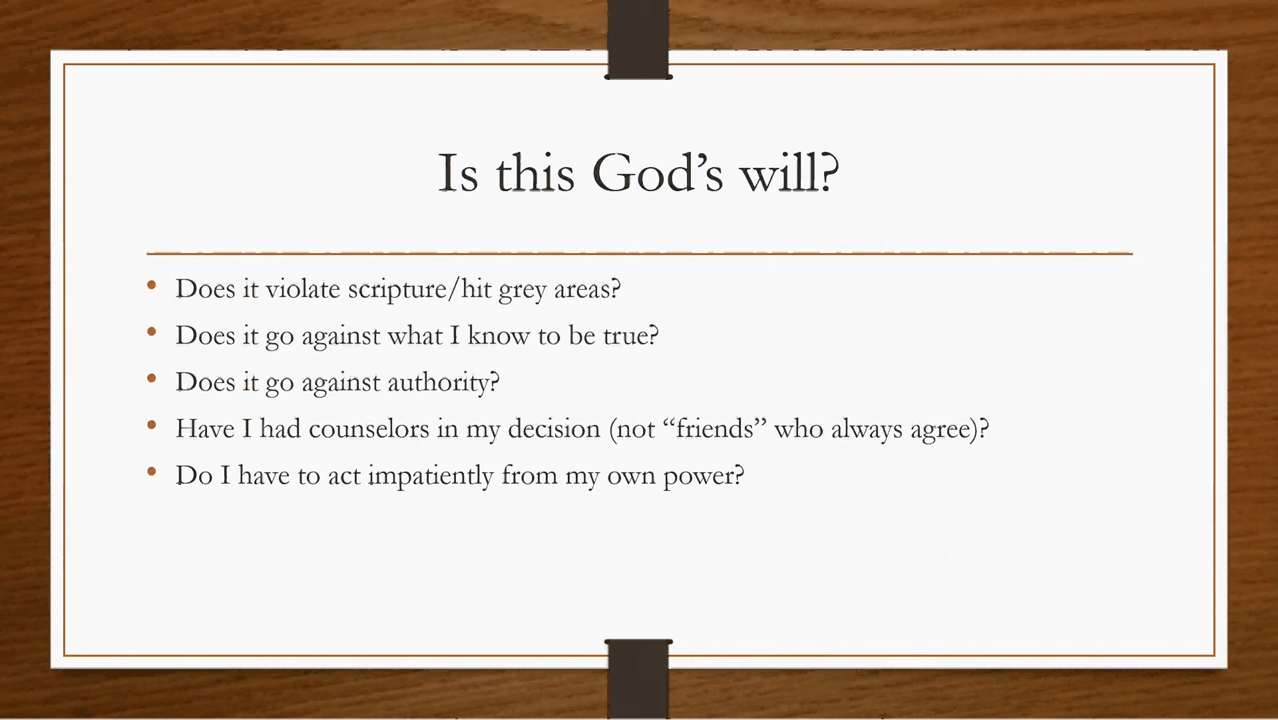 Is this God’s will?
• Does it violate scripture/hit grey areas?
• Does it go against what I know to be true?
• Does it go against authority?
• Have I had counselors in my decision (not “friends” who always agree)?
• Do I have to act impatiently from my own power?